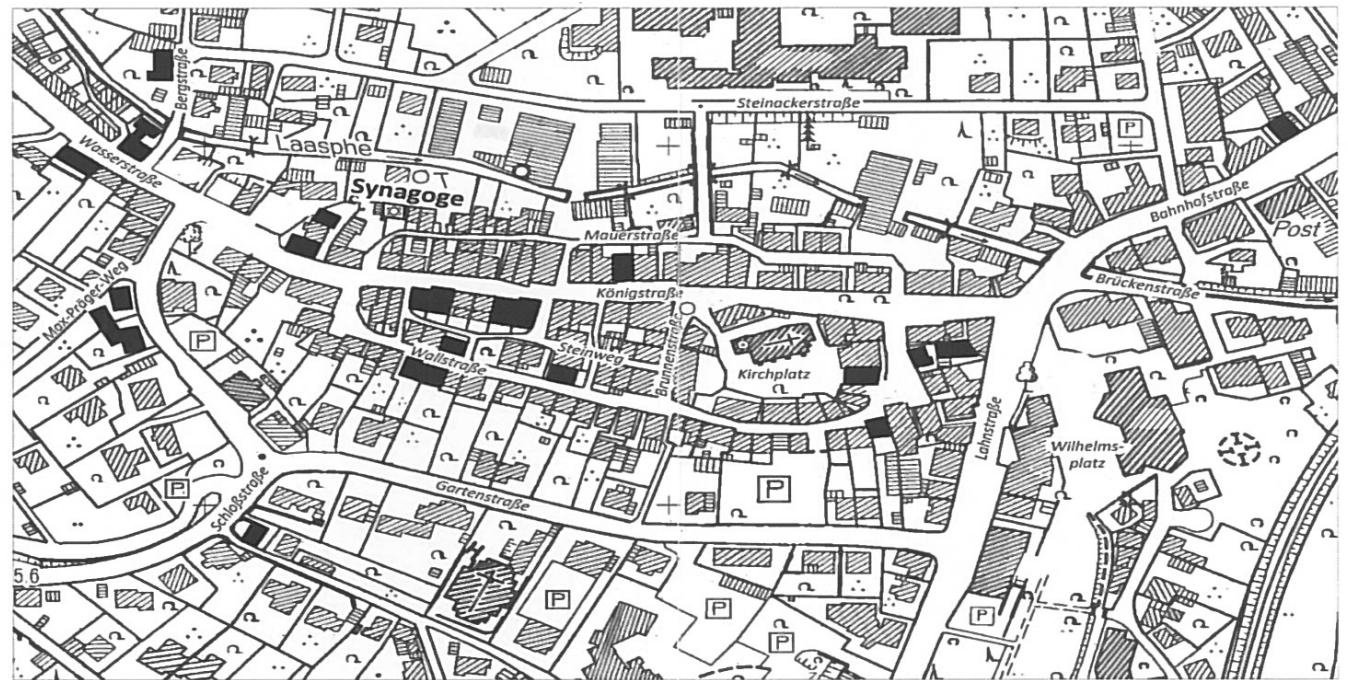 Bergstraße
Steinackerstraße
P
Wasserstraße
Laasphe
Synagoge
Bahnhofstraße
Post
Mauerstraße
Max-Präger-Weg
Königstraße
Brückenstraße
P
Wallstraße
Steinweg
Brunnenstraße
Kirchplatz
Lahnstraße
Wilhelms-
platz
P
Gartenstraße
P
Schloßstraße
5.6
P
P
P
P